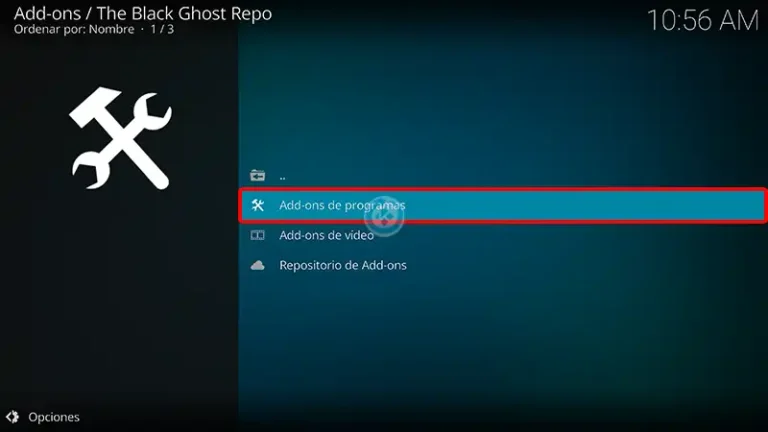 Add-ons / The Black Ghost Repo
Ordenar por: Nombre · 1 / 3
10:56 AM
..
Add-ons de programas
Add-ons de vídeo
Repositorio de Add-ons
Opciones